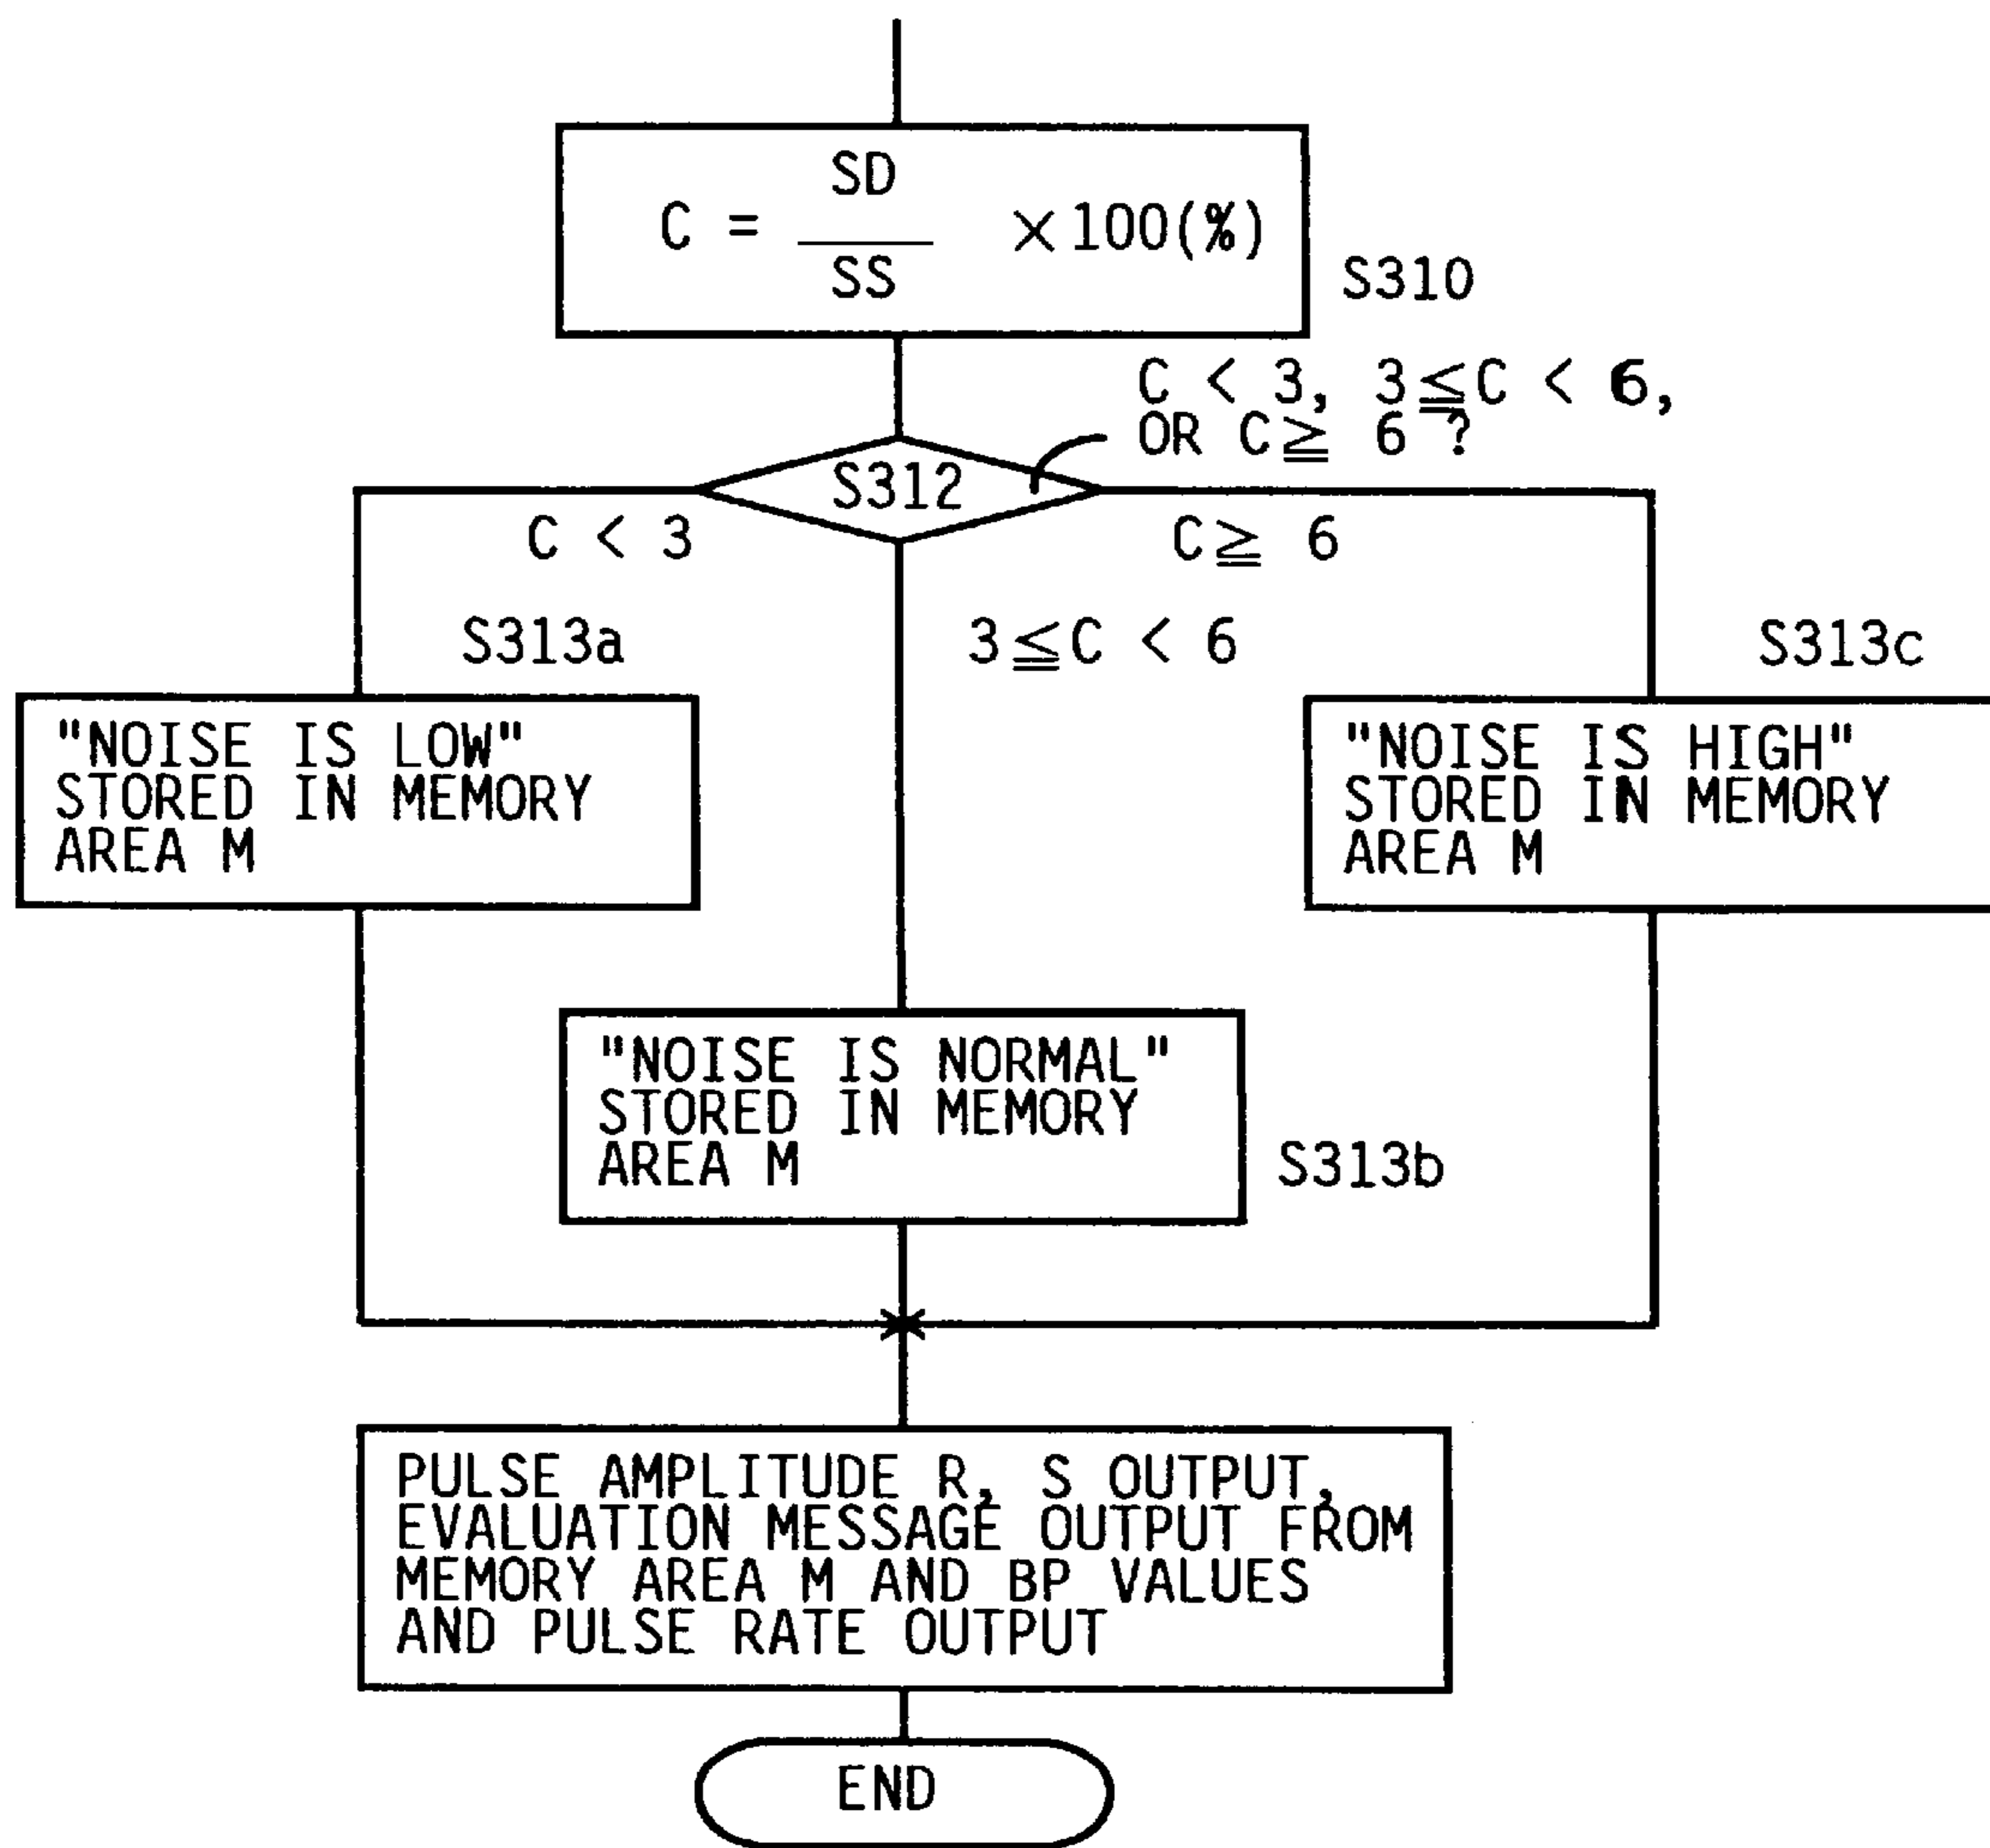 SD
C = ―― ×100(%)
SS
S310
C < 3, 3≦C < 6,
OR C≧ 6 ?
S312
C < 3
C≧ 6
S313a
3≦C < 6
S313c
"NOISE IS LOW"
STORED IN MEMORY
AREA M
"NOISE IS HIGH"
STORED IN MEMORY
AREA M
"NOISE IS NORMAL"
STORED IN MEMORY
AREA M
S313b
PULSE AMPLITUDE R, S OUTPUT,
EVALUATION MESSAGE OUTPUT FROM
MEMORY AREA M AND BP VALUES
AND PULSE RATE OUTPUT
END